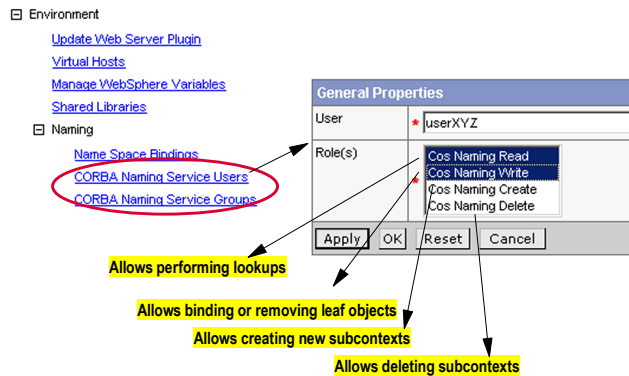 Environment
Update Web Server Plugin
Virtual Hosts
Manage WebSphere Variables
Shared Libraries
Naming
Name Space Bindings
CORBA Naming Service Users
CORBA Naming Service Groups
General Properties
User
* userXYZ
Role(s)
*
Cos Naming Read
Cos Naming Write
Cos Naming Create
Cos Naming Delete
Apply OK Reset Cancel
Allows performing lookups
Allows binding or removing leaf objects
Allows creating new subcontexts
Allows deleting subcontexts